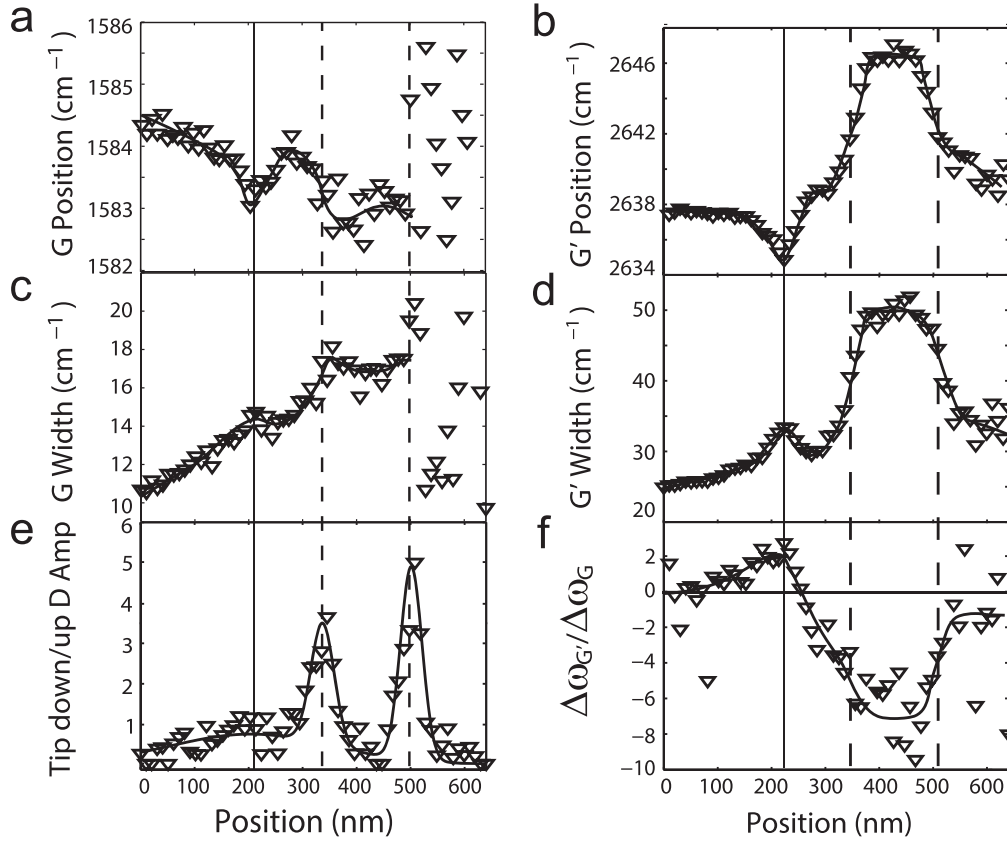 a
G Position (cm⁻¹)
1586
1585
1584
1583
1582
b
G′ Position (cm⁻¹)
2646
2642
2638
2634
c
G Width (cm⁻¹)
20
18
16
14
12
10
d
G′ Width (cm⁻¹)
50
40
30
20
e
Tip down/up D Amp
6
5
4
3
2
1
0 100 200 300 400 500 600
Position (nm)
f
Δω_G′/Δω_G
2
0
−2
−4
−6
−8
−10
0 100 200 300 400 500 600
Position (nm)